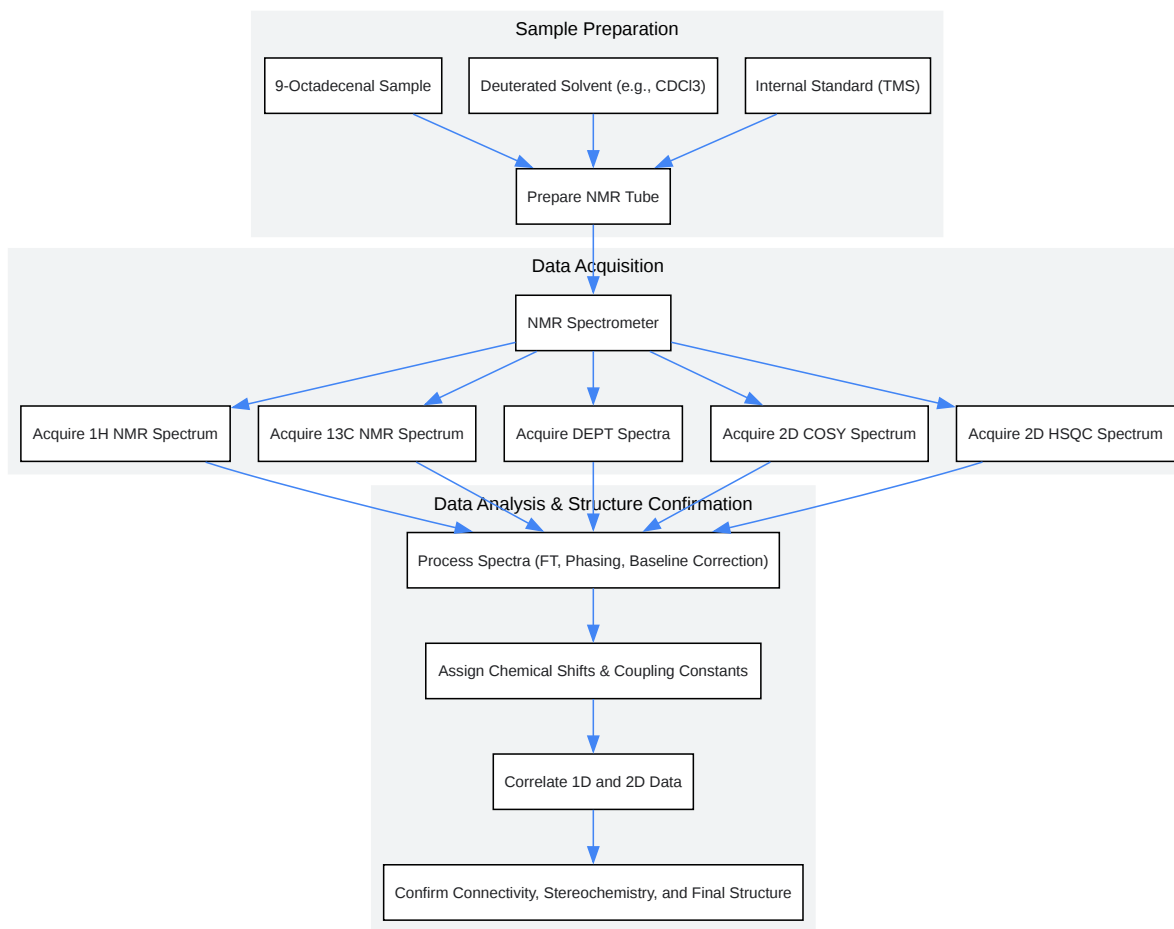 Sample Preparation
9-Octadecenal Sample
Deuterated Solvent (e.g., CDCl3)
Internal Standard (TMS)
Prepare NMR Tube
Data Acquisition
NMR Spectrometer
Acquire 1H NMR Spectrum
Acquire 13C NMR Spectrum
Acquire DEPT Spectra
Acquire 2D COSY Spectrum
Acquire 2D HSQC Spectrum
Data Analysis & Structure Confirmation
Process Spectra (FT, Phasing, Baseline Correction)
Assign Chemical Shifts & Coupling Constants
Correlate 1D and 2D Data
Confirm Connectivity, Stereochemistry, and Final Structure